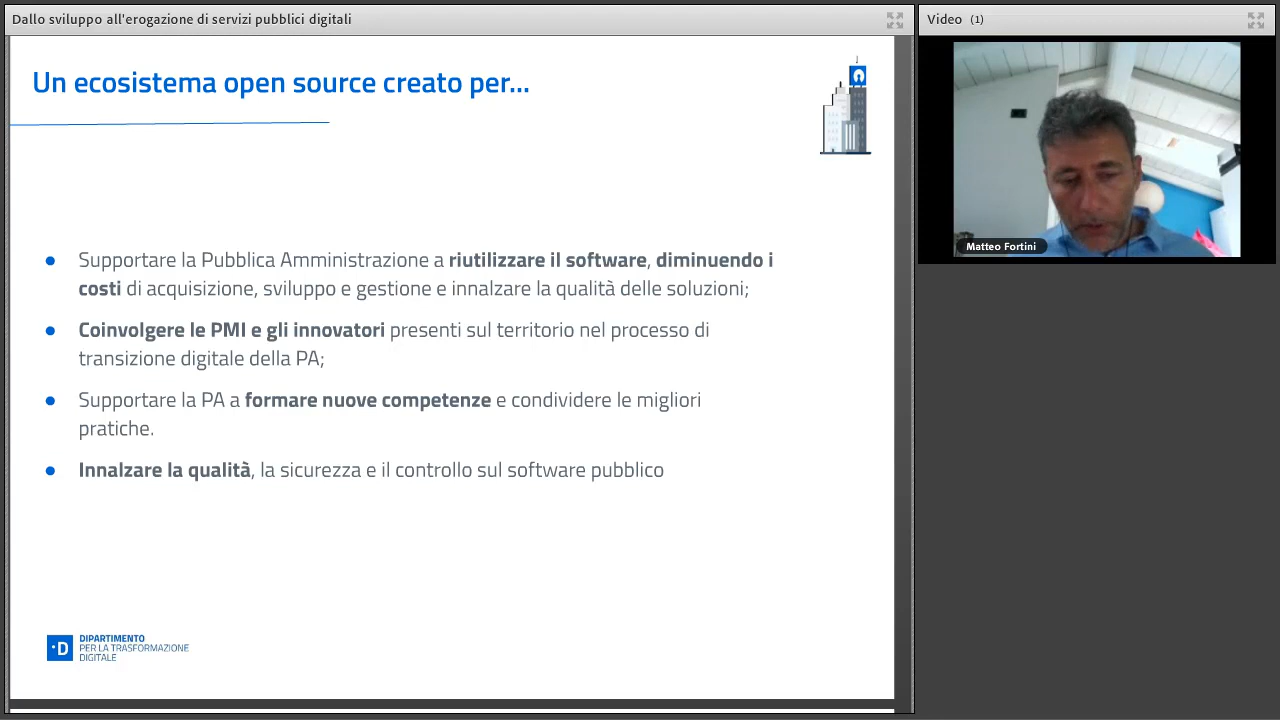 Dallo sviluppo all'erogazione di servizi pubblici digitali
Video (1)
Un ecosistema open source creato per...
Matteo Fortini
● Supportare la Pubblica Amministrazione a riutilizzare il software, diminuendo i
costi di acquisizione, sviluppo e gestione e innalzare la qualità delle soluzioni;
● Coinvolgere le PMI e gli innovatori presenti sul territorio nel processo di
transizione digitale della PA;
● Supportare la PA a formare nuove competenze e condividere le migliori
pratiche.
● Innalzare la qualità, la sicurezza e il controllo sul software pubblico
·D
DIPARTIMENTO
PER LA TRASFORMAZIONE
DIGITALE